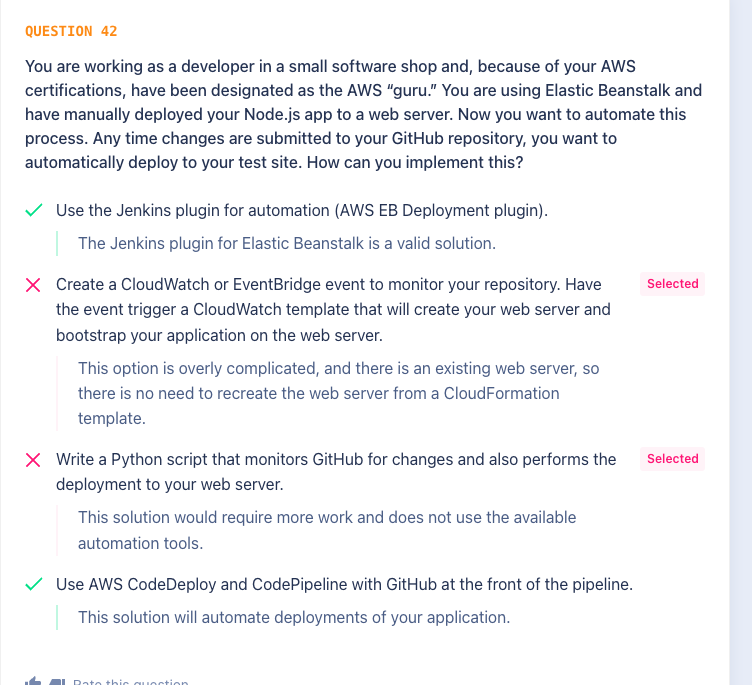 QUESTION 42
You are working as a developer in a small software shop and, because of your AWS
certifications, have been designated as the AWS “guru.” You are using Elastic Beanstalk and
have manually deployed your Node.js app to a web server. Now you want to automate this
process. Any time changes are submitted to your GitHub repository, you want to
automatically deploy to your test site. How can you implement this?
Use the Jenkins plugin for automation (AWS EB Deployment plugin).
The Jenkins plugin for Elastic Beanstalk is a valid solution.
Create a CloudWatch or EventBridge event to monitor your repository. Have
Selected
the event trigger a CloudWatch template that will create your web server and
bootstrap your application on the web server.
This option is overly complicated, and there is an existing web server, so
there is no need to recreate the web server from a CloudFormation
template.
Write a Python script that monitors GitHub for changes and also performs the
Selected
deployment to your web server.
This solution would require more work and does not use the available
automation tools.
Use AWS CodeDeploy and CodePipeline with GitHub at the front of the pipeline.
This solution will automate deployments of your application.
Rate this question